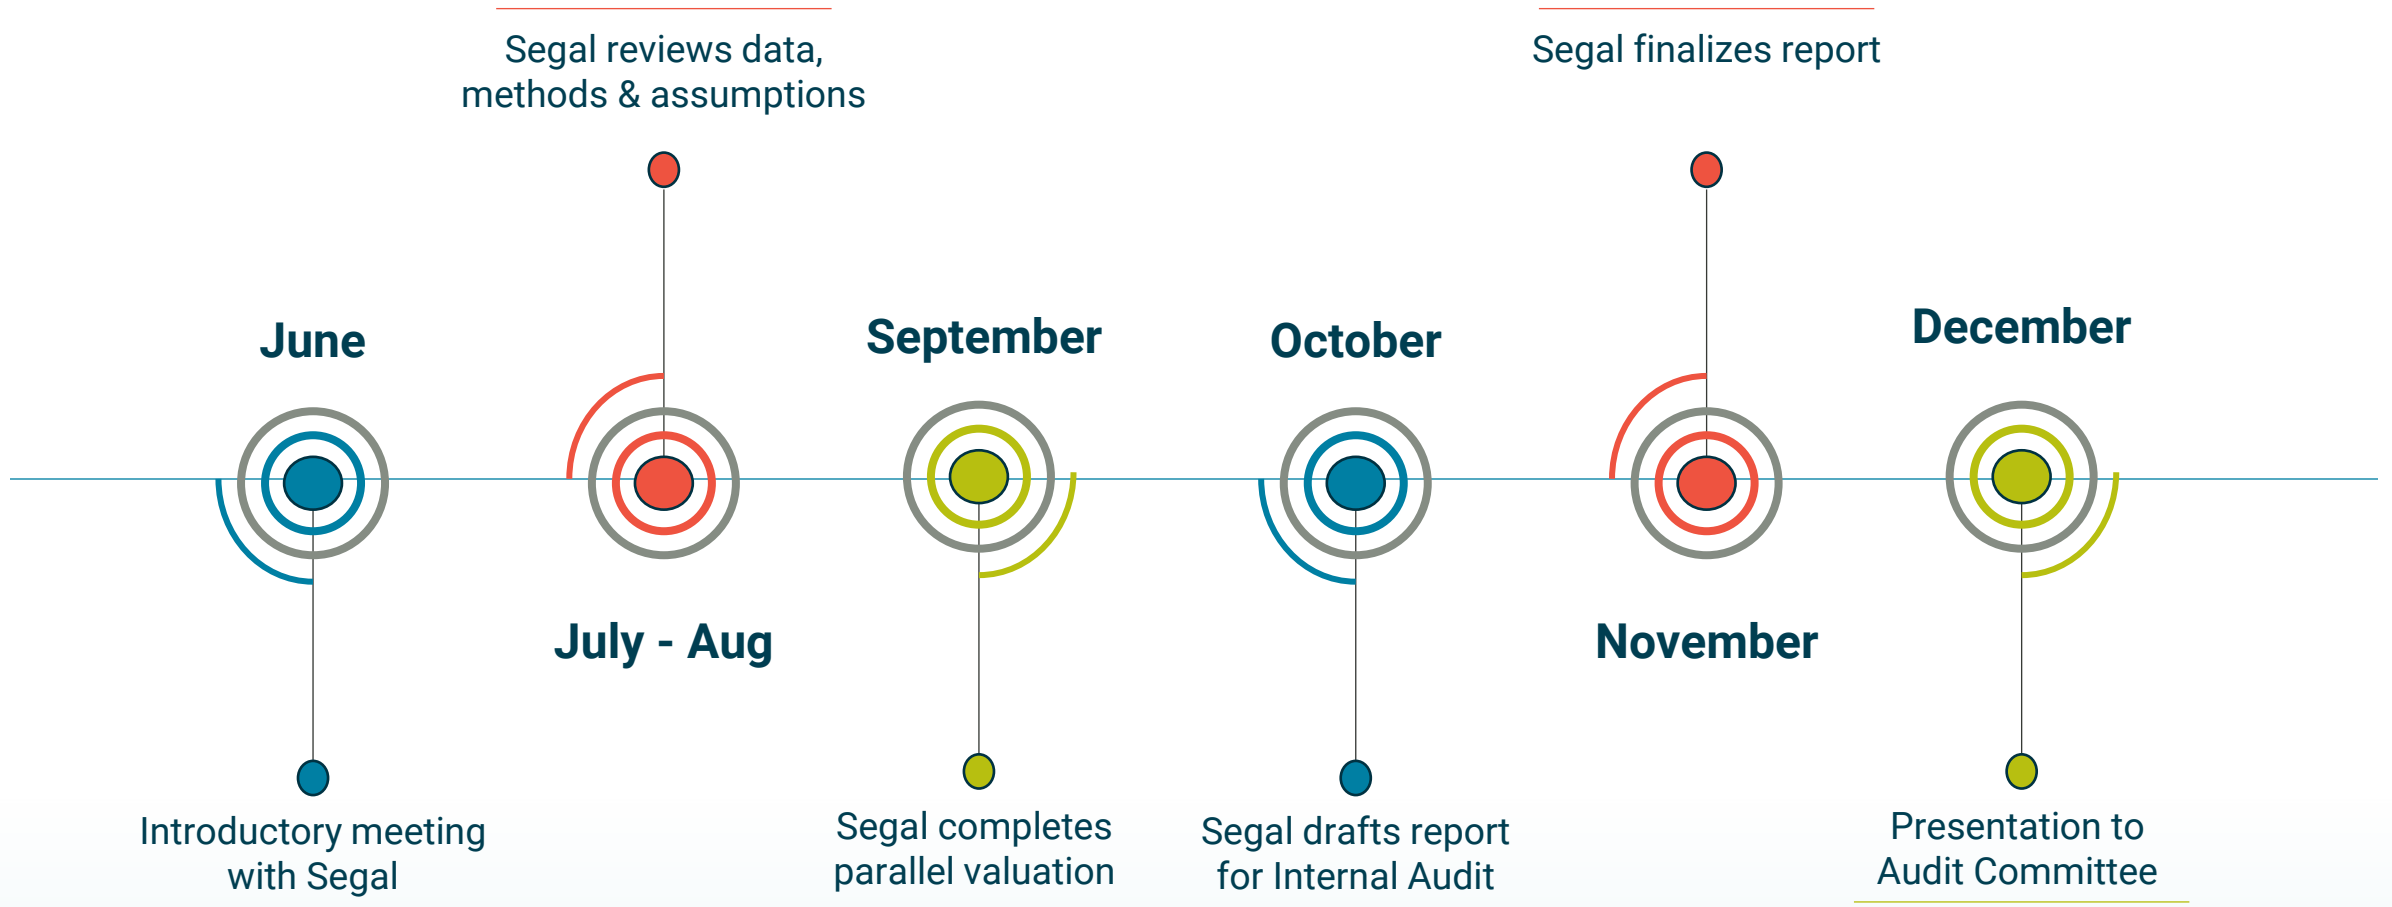 Segal reviews data,
methods & assumptions
Segal finalizes report
June
September
October
December
July - Aug
November
Introductory meeting
with Segal
Segal completes
parallel valuation
Segal drafts report
for Internal Audit
Presentation to
Audit Committee